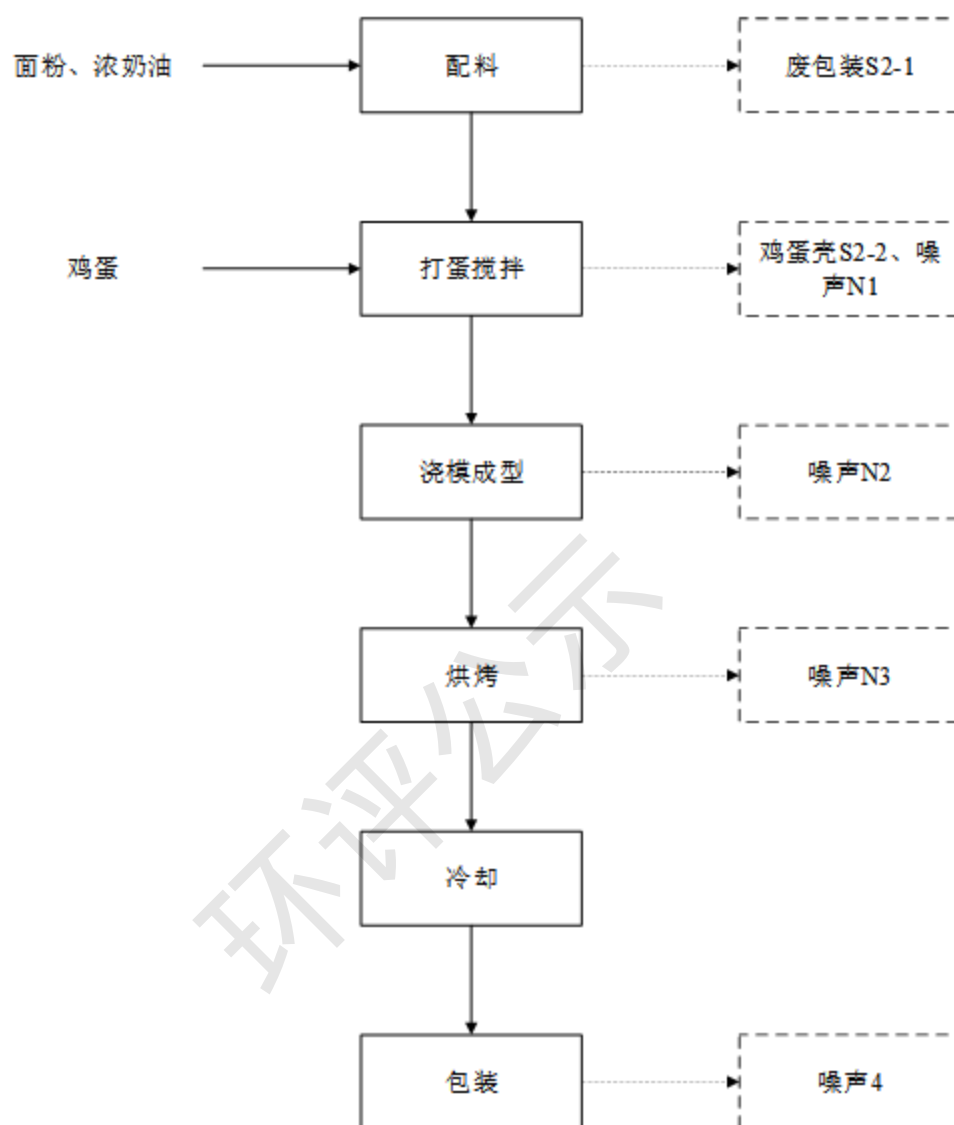 面粉、浓奶油
配料
废包装S2-1
鸡蛋
打蛋搅拌
鸡蛋壳S2-2、噪
声N1
浇模成型
噪声N2
烘烤
噪声N3
冷却
包装
噪声4
环评公示